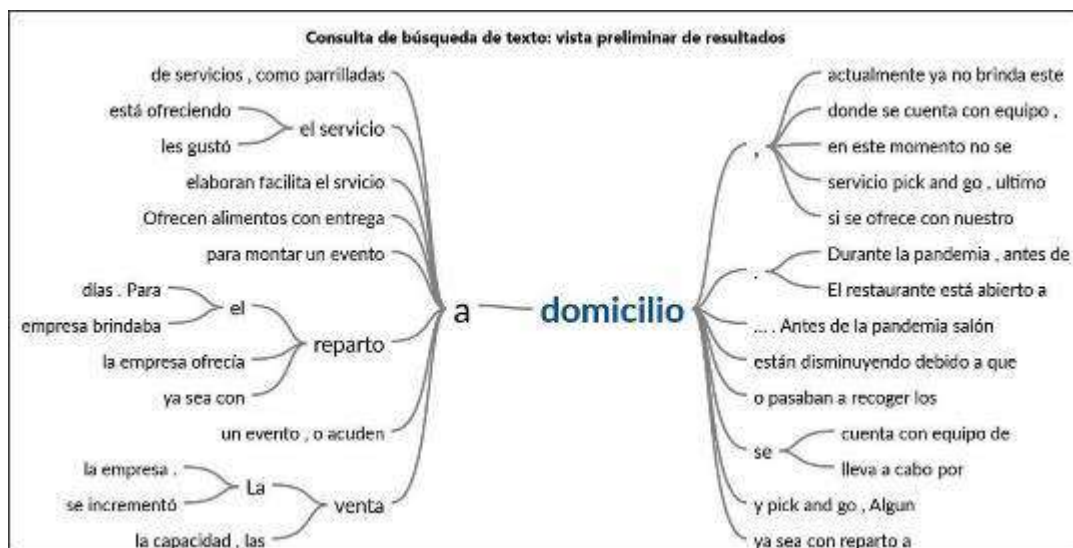 Consulta de búsqueda de texto: vista preliminar de resultados
de servicios , como parrilladas
está ofreciendo
les gustó
el servicio
elaboran facilita el srvicio
Ofrecen alimentos con entrega
para montar un evento
días . Para
empresa brindaba
el
la empresa ofrecía
ya sea con
reparto
un evento , o acuden
la empresa .
se incrementó
La
la capacidad , las
venta
a
domicilio
,
actualmente ya no brinda este
donde se cuenta con equipo ,
en este momento no se
servicio pick and go , ultimo
si se ofrece con nuestro
.
Durante la pandemia , antes de
El restaurante está abierto a
... . Antes de la pandemia salón
están disminuyendo debido a que
o pasaban a recoger los
se
cuenta con equipo de
lleva a cabo por
y pick and go , Algun
ya sea con reparto a